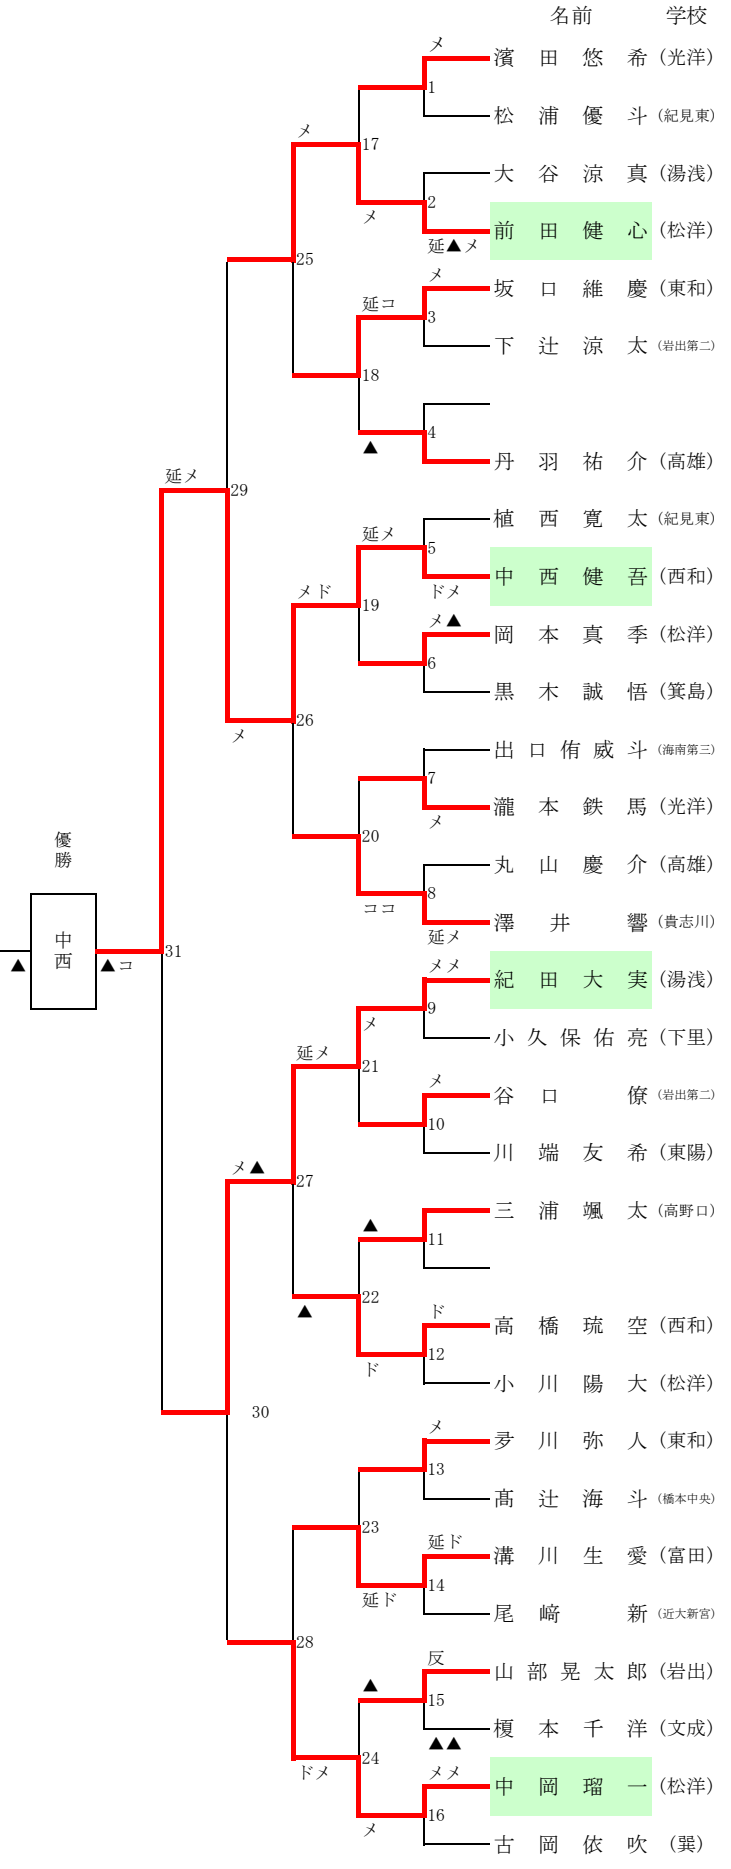 名前 学校
メ
濱田悠希 (光洋)
1
松浦優斗 (紀見東)
メ
17
大谷涼真 (湯浅)
2
メ
前田健心 (松洋)
延▲メ
25
メ
坂口維慶 (東和)
延コ
3
下辻涼太 (岩出第二)
18
4
▲
丹羽祐介 (高雄)
延メ
29
植西寛太 (紀見東)
延メ
5
中西健吾 (西和)
メド
ドメ
19
メ▲
岡本真季 (松洋)
6
黒木誠悟 (箕島)
26
メ
出口侑威斗 (海南第三)
7
瀧本鉄馬 (光洋)
メ
20
優勝
丸山慶介 (高雄)
8
ココ
澤井響 (貴志川)
延メ
中西
31
▲
▲コ
メメ
紀田大実 (湯浅)
9
メ
小久保佑亮 (下里)
延メ
21
メ
谷口僚 (岩出第二)
10
川端友希 (東陽)
メ▲
27
三浦颯太 (高野口)
▲
11
22
▲
ド
高橋琉空 (西和)
12
ド
小川陽大 (松洋)
30
メ
夛川弥人 (東和)
13
髙辻海斗 (橋本中央)
23
延ド
溝川生愛 (富田)
14
延ド
尾﨑新 (近大新宮)
28
反
山部晃太郎 (岩出)
▲
15
榎本千洋 (文成)
▲▲
24
ドメ
メメ
中岡瑠一 (松洋)
16
メ
古岡依吹 (巽)